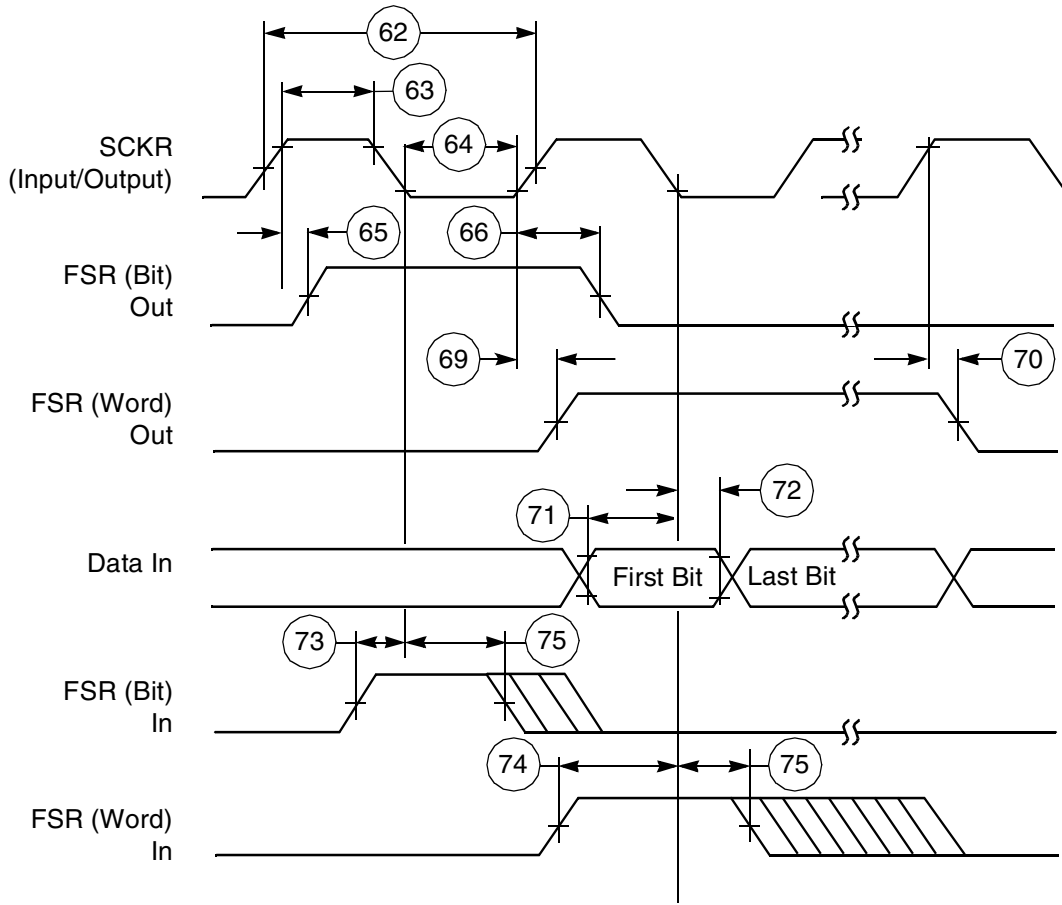 62
63
SCKR
(Input/Output)
64
65
66
FSR (Bit)
Out
69
70
FSR (Word)
Out
71
72
Data In
First Bit
Last Bit
73
75
FSR (Bit)
In
74
75
FSR (Word)
In